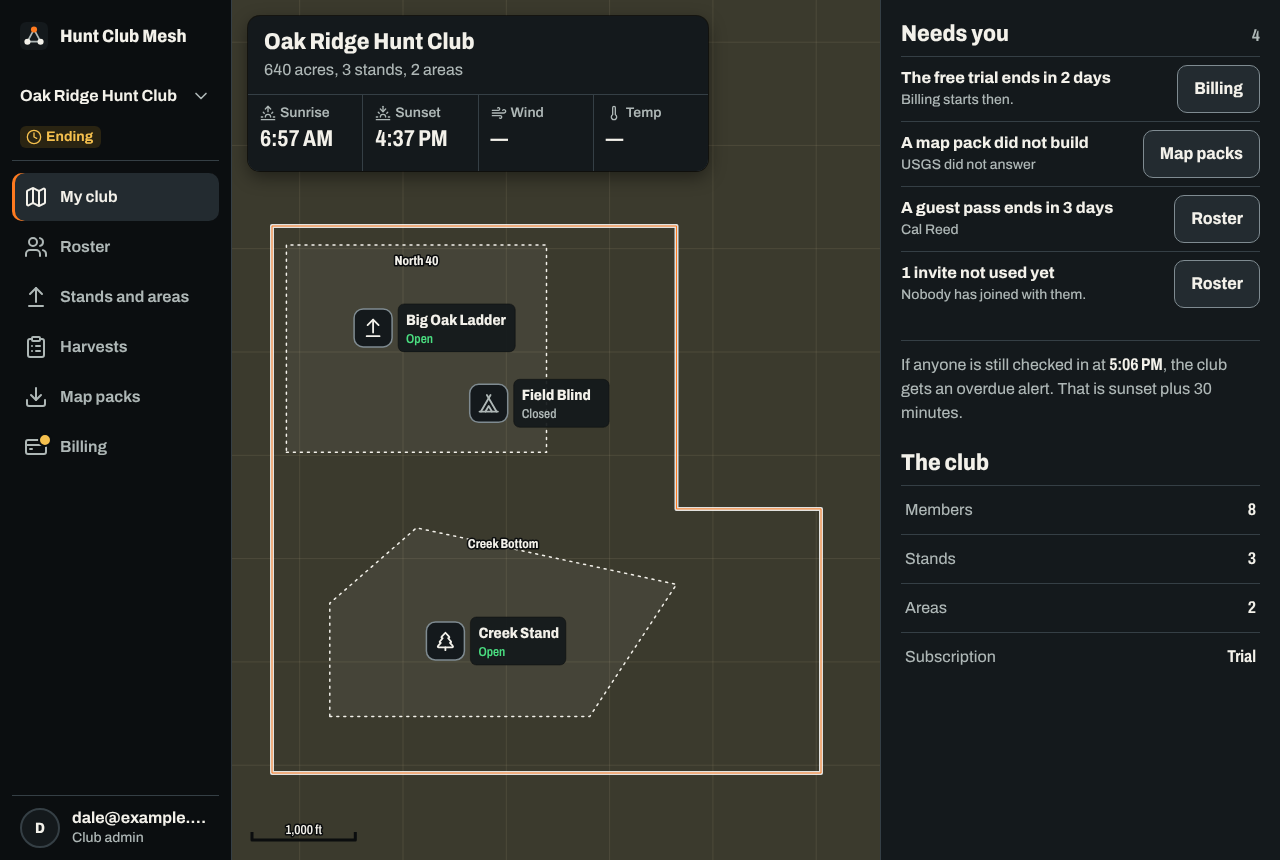 Hunt Club Mesh
Oak Ridge Hunt Club
Ending
My club
Roster
Stands and areas
Harvests
Map packs
Billing
D
dale@example....
Club admin
Oak Ridge Hunt Club
640 acres, 3 stands, 2 areas
Sunrise
6:57 AM
Sunset
4:37 PM
Wind
—
Temp
—
North 40
Big Oak Ladder
Open
Field Blind
Closed
Creek Bottom
Creek Stand
Open
1,000 ft
Needs you
4
The free trial ends in 2 days
Billing starts then.
Billing
A map pack did not build
USGS did not answer
Map packs
A guest pass ends in 3 days
Cal Reed
Roster
1 invite not used yet
Nobody has joined with them.
Roster
If anyone is still checked in at 5:06 PM, the club
gets an overdue alert. That is sunset plus 30
minutes.
The club
Members
8
Stands
3
Areas
2
Subscription
Trial